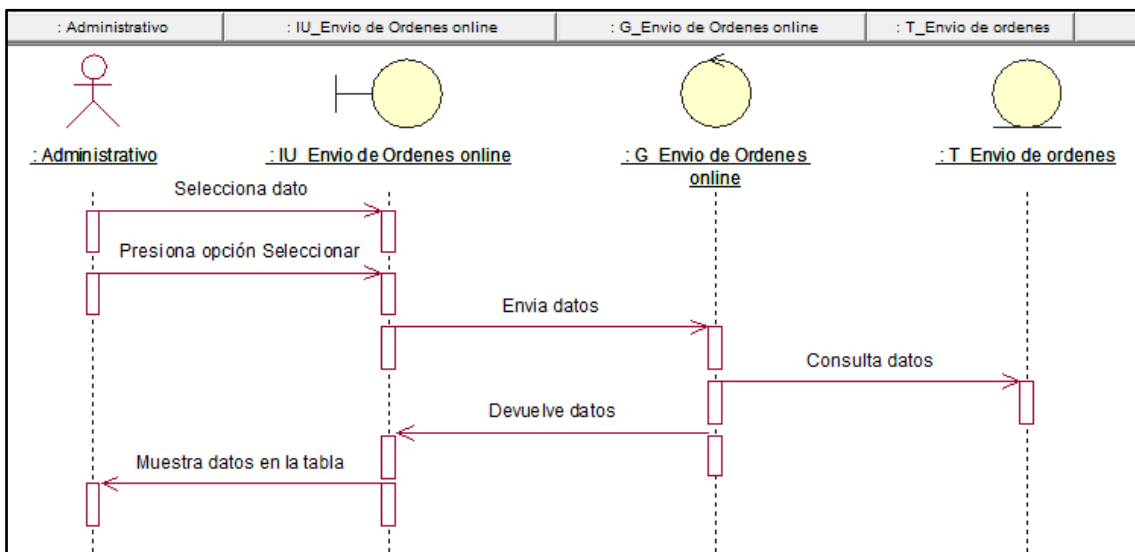 : Administrativo
: IU_Envio de Ordenes online
: G_Envio de Ordenes online
: T_Envio de ordenes
: Administrativo
: IU_Envio de Ordenes online
: G_Envio de Ordenes
online
: T_Envio de ordenes
Selecciona dato
Presiona opción Seleccionar
Envia datos
Consulta datos
Devuelve datos
Muestra datos en la tabla